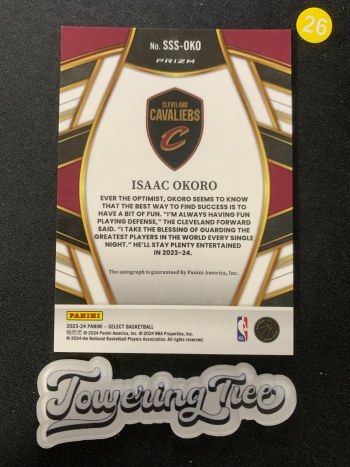 26
No. SSS-OKO
PRIZM
CLEVELAND
CAVALIERS
C
ISAAC OKORO
EVER THE OPTIMIST, OKORO SEEMS TO KNOW
THAT THE BEST WAY TO FIND SUCCESS IS TO
HAVE A BIT OF FUN. "I'M ALWAYS HAVING FUN
PLAYING DEFENSE," THE CLEVELAND FORWARD
SAID. "I TAKE THE BLESSING OF GUARDING THE
GREATEST PLAYERS IN THE WORLD EVERY SINGLE
NIGHT." HE'LL STAY PLENTY ENTERTAINED
IN 2023-24.
The autograph is guaranteed by Panini America, Inc.
PANINI
2023-24 PANINI – SELECT BASKETBALL
© 2024 Panini America, Inc. © 2024 NBA Properties, Inc.
© 2024 the National Basketball Players Association. All rights reserved.
Towering Tree